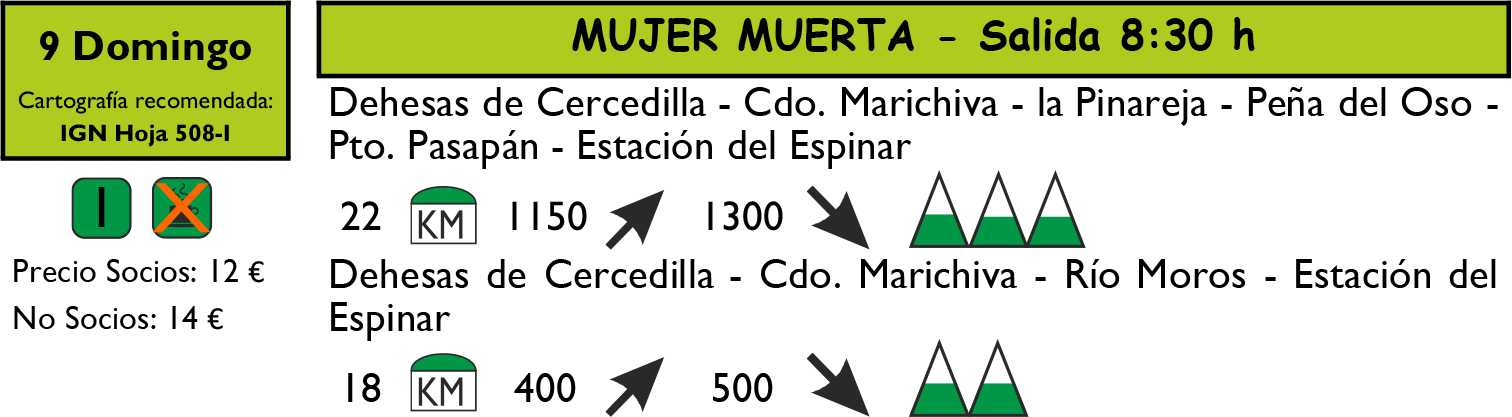 9 Domingo
Cartografía recomendada:
IGN Hoja 508-I
I
Precio Socios: 12 €
No Socios: 14 €
MUJER MUERTA - Salida 8:30 h
Dehesas de Cercedilla - Cdo. Marichiva - la Pinareja - Peña del Oso -
Pto. Pasapán - Estación del Espinar
22 KM 1150 1300
Dehesas de Cercedilla - Cdo. Marichiva - Río Moros - Estación del
Espinar
18 KM 400 500